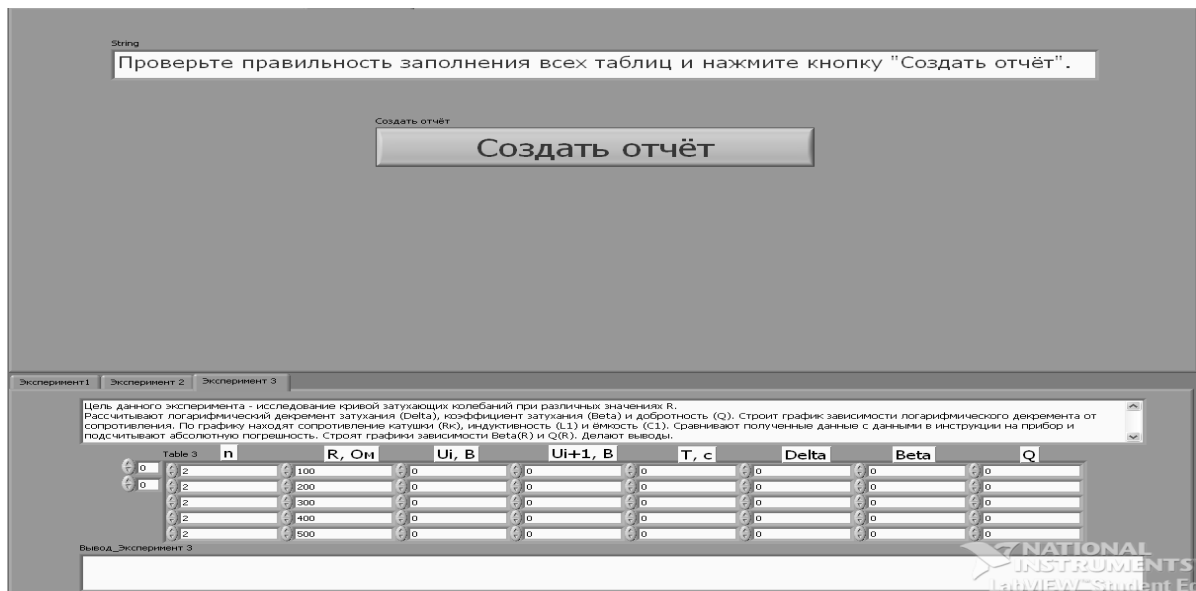 String
Проверьте правильность заполнения всех таблиц и нажмите кнопку "Создать отчёт".
Создать отчёт
Создать отчёт
Эксперимент1 Эксперимент 2 Эксперимент 3
Цель данного эксперимента - исследование кривой затухающих колебаний при различных значениях R.
Рассчитывают логарифмический декремент затухания (Delta), коэффициент затухания (Beta) и добротность (Q). Строит график зависимости логарифмического декремента от
сопротивления. По графику находят сопротивление катушки (Rк), индуктивность (L1) и ёмкость (C1). Сравнивают полученные данные с данными в инструкции на прибор и
подсчитывают абсолютную погрешность. Строят графики зависимости Beta(R) и Q(R). Делают выводы.
Table 3 n R, Ом Ui, В Ui+1, В T, с Delta Beta Q
0 2 100 0 0 0 0 0 0
0 2 200 0 0 0 0 0 0
2 300 0 0 0 0 0 0
2 400 0 0 0 0 0 0
2 500 0 0 0 0 0 0
Вывод_Эксперимент 3
NATIONAL
INSTRUMENTS
LabVIEW™ Student Ed